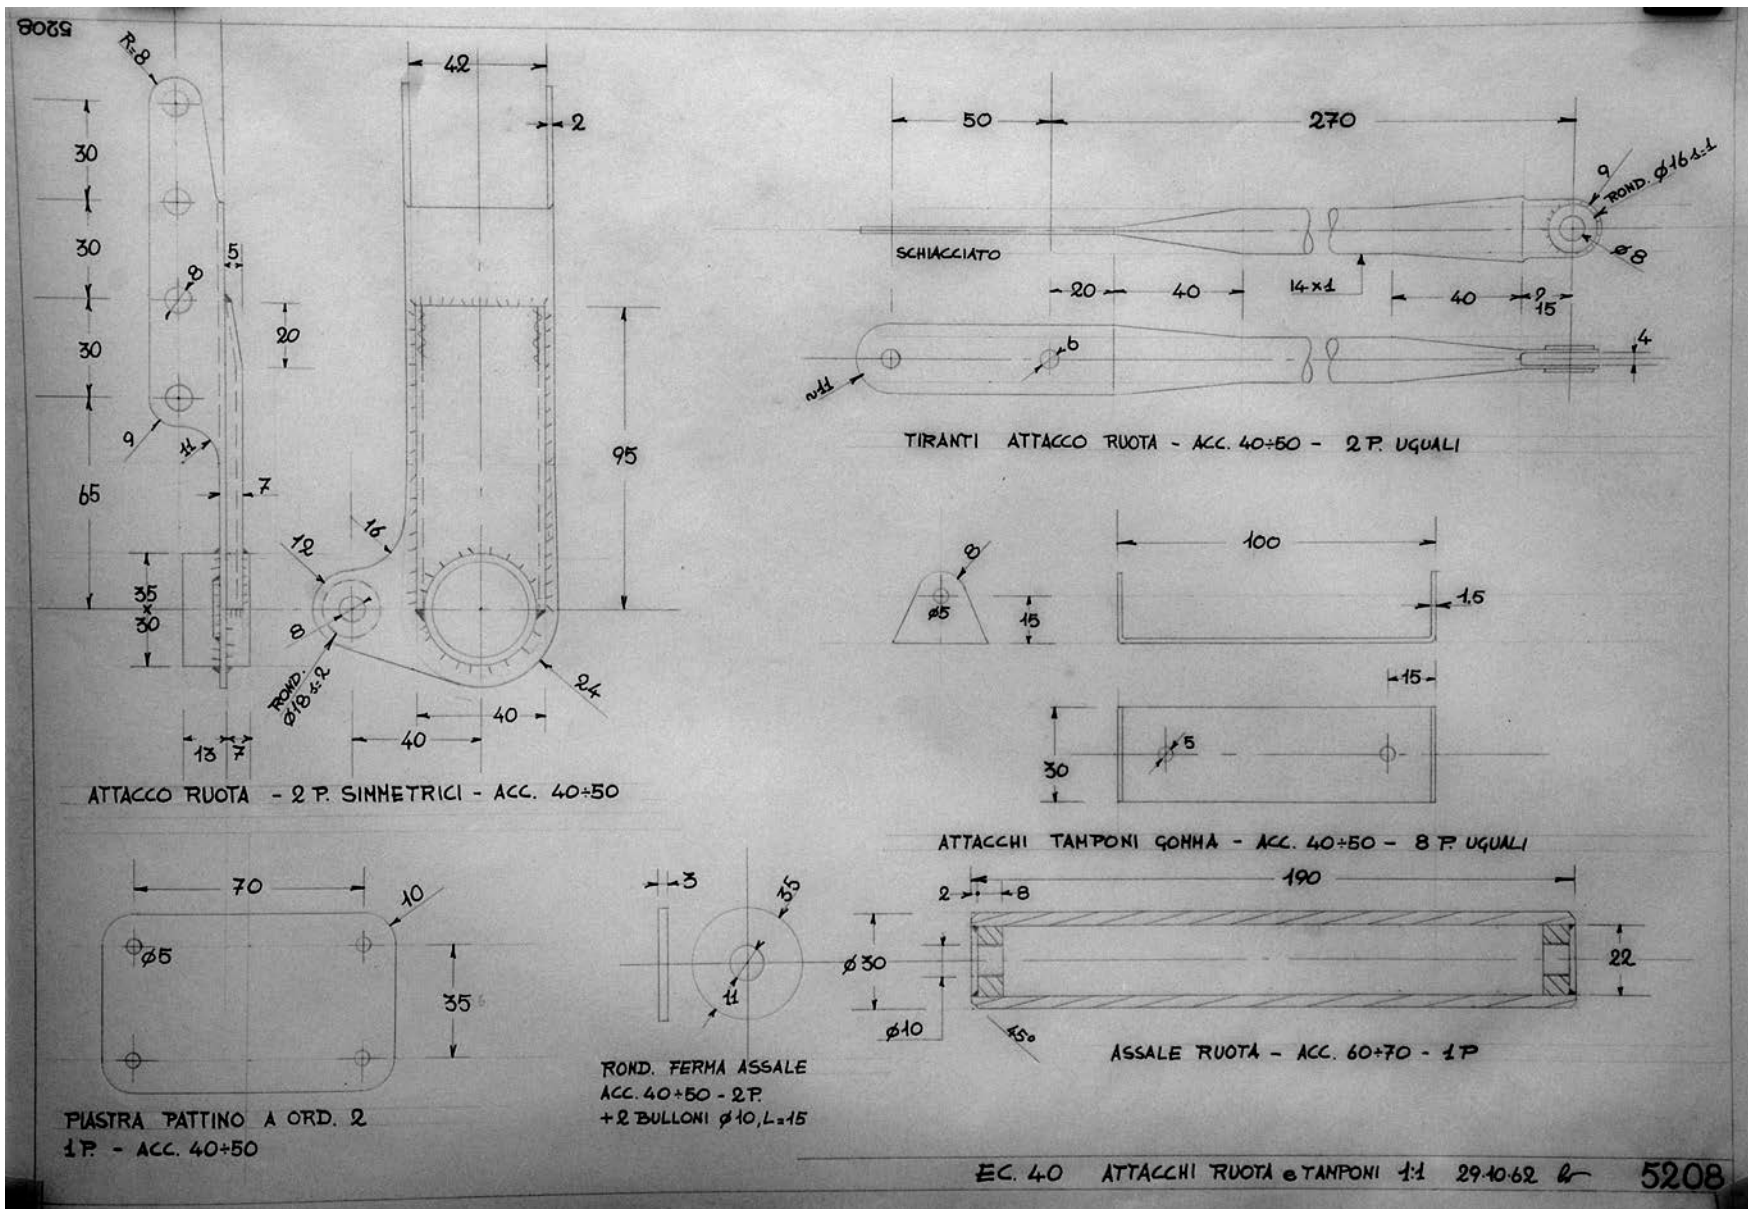 5208
R=8
30
30
30
65
35
×
30
8
5
20
9
11
7
13
7
42
2
95
16
12
8
ROND.
Ø18 s=2
24
40
40
ATTACCO RUOTA - 2 P. SIMMETRICI - ACC. 40÷50
50
270
9
ROND. Ø16 s=1
Ø8
SCHIACCIATO
20
40
14×1
40
15
6
4
~11
TIRANTI ATTACCO RUOTA - ACC. 40÷50 - 2 P. UGUALI
8
Ø5
15
100
1.5
15
5
30
ATTACCHI TAMPONI GOMMA - ACC. 40÷50 - 8 P. UGUALI
70
10
Ø5
35
PIASTRA PATTINO A ORD. 2
1 P. - ACC. 40÷50
3
35
11
ROND. FERMA ASSALE
ACC. 40÷50 - 2 P.
+2 BULLONI Ø10, L=15
190
2
8
Ø30
Ø10
22
45°
ASSALE RUOTA - ACC. 60÷70 - 1 P
EC. 40 ATTACCHI RUOTA e TAMPONI 1:1 29.10.62 5208